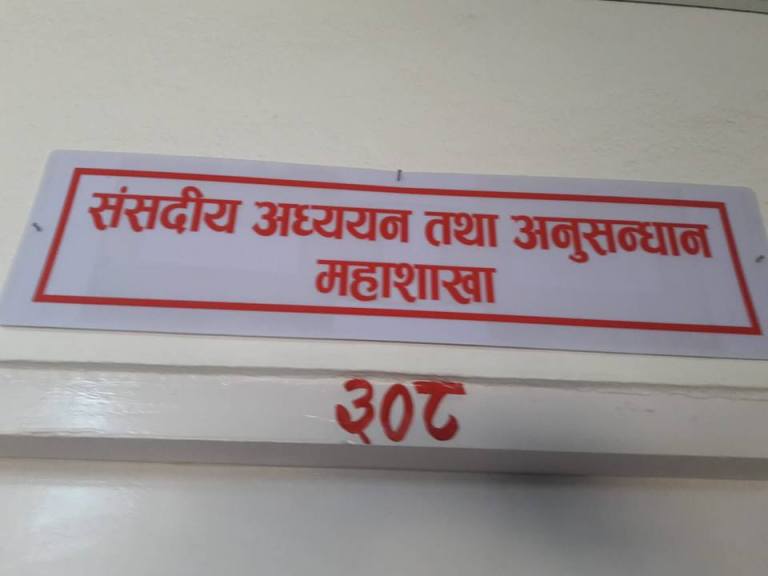 संसदीय अध्ययन तथा अनुसन्धान
महाशाखा
३०८